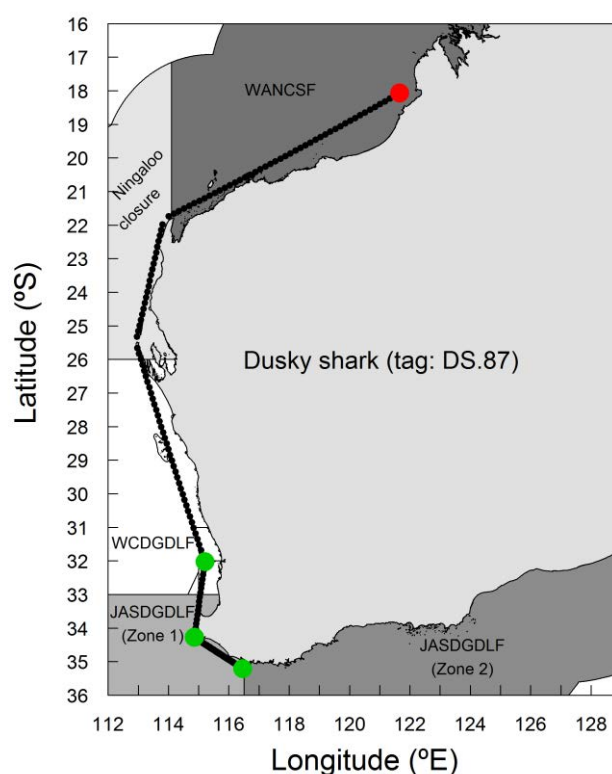 16
17
18
19
20
21
22
23
24
25
26
27
28
29
30
31
32
33
34
35
36
Latitude (ºS)
WANCSF
Ningaloo
closure
Dusky shark (tag: DS.87)
WCDGDLF
JASDGDLF
(Zone 1)
JASDGDLF
(Zone 2)
112 114 116 118 120 122 124 126 128
Longitude (ºE)